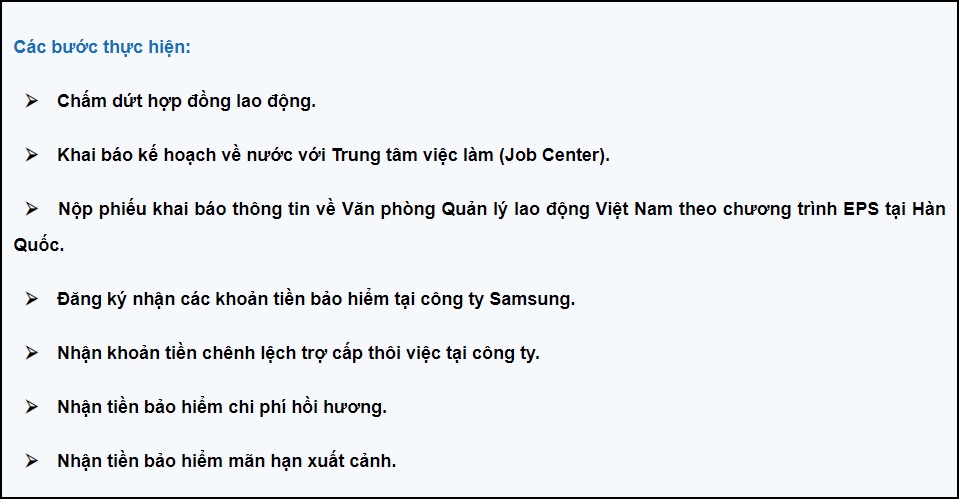 Các bước thực hiện:
➢ Chấm dứt hợp đồng lao động.
➢ Khai báo kế hoạch về nước với Trung tâm việc làm (Job Center).
➢ Nộp phiếu khai báo thông tin về Văn phòng Quản lý lao động Việt Nam theo chương trình EPS tại Hàn
Quốc.
➢ Đăng ký nhận các khoản tiền bảo hiểm tại công ty Samsung.
➢ Nhận khoản tiền chênh lệch trợ cấp thôi việc tại công ty.
➢ Nhận tiền bảo hiểm chi phí hồi hương.
➢ Nhận tiền bảo hiểm mãn hạn xuất cảnh.